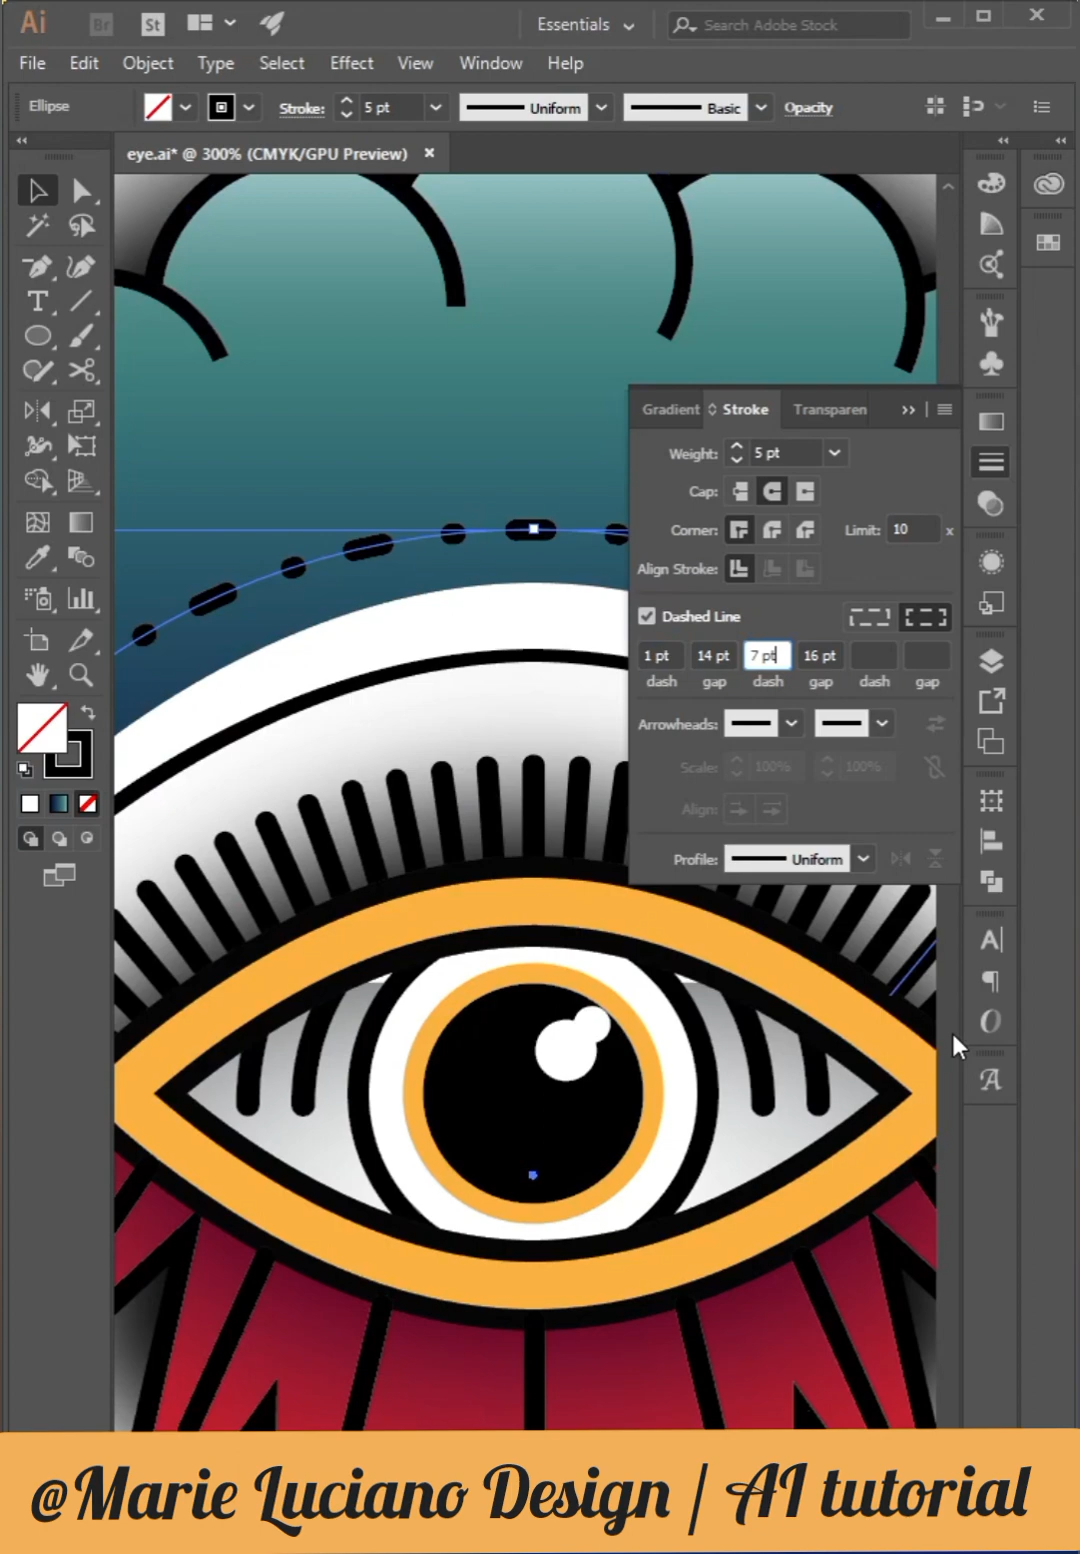 Ai Br St Essentials Search Adobe Stock
File Edit Object Type Select Effect View Window Help
Ellipse Stroke: 5 pt Uniform Basic Opacity
eye.ai* @ 300% (CMYK/GPU Preview)
Gradient Stroke Transparen
Weight: 5 pt
Cap:
Corner: Limit: 10 x
Align Stroke:
Dashed Line
1 pt 14 pt 7 pt 16 pt
dash gap dash gap dash gap
Arrowheads:
Scale: 100% 100%
Align:
Profile: Uniform
@Marie Luciano Design / AI tutorial